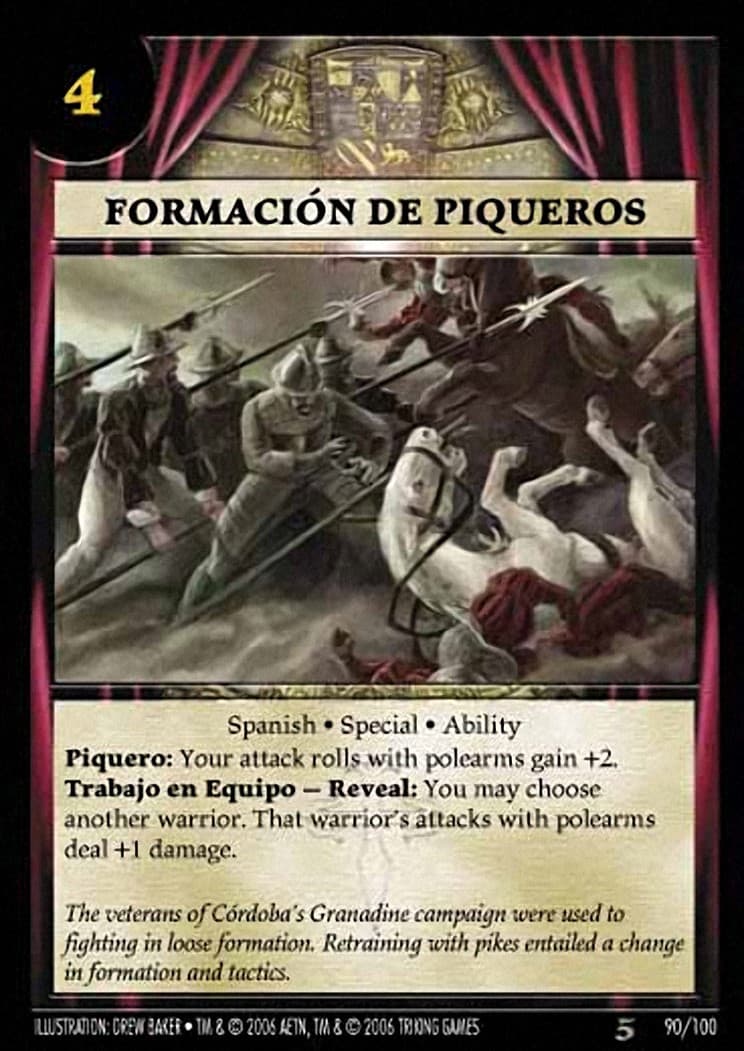 4
FORMACIÓN DE PIQUEROS
Spanish • Special • Ability
Piquero: Your attack rolls with polearms gain +2.
Trabajo en Equipo – Reveal: You may choose
another warrior. That warrior's attacks with polearms
deal +1 damage.
The veterans of Córdoba's Granadine campaign were used to
fighting in loose formation. Retraining with pikes entailed a change
in formation and tactics.
ILLUSTRATION: DREW BAKER • TM & © 2006 AETN, TM & © 2006 TRIKING GAMES
5 90/100